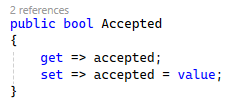 2 references
public bool Accepted
{
    get => accepted;
    set => accepted = value;
}